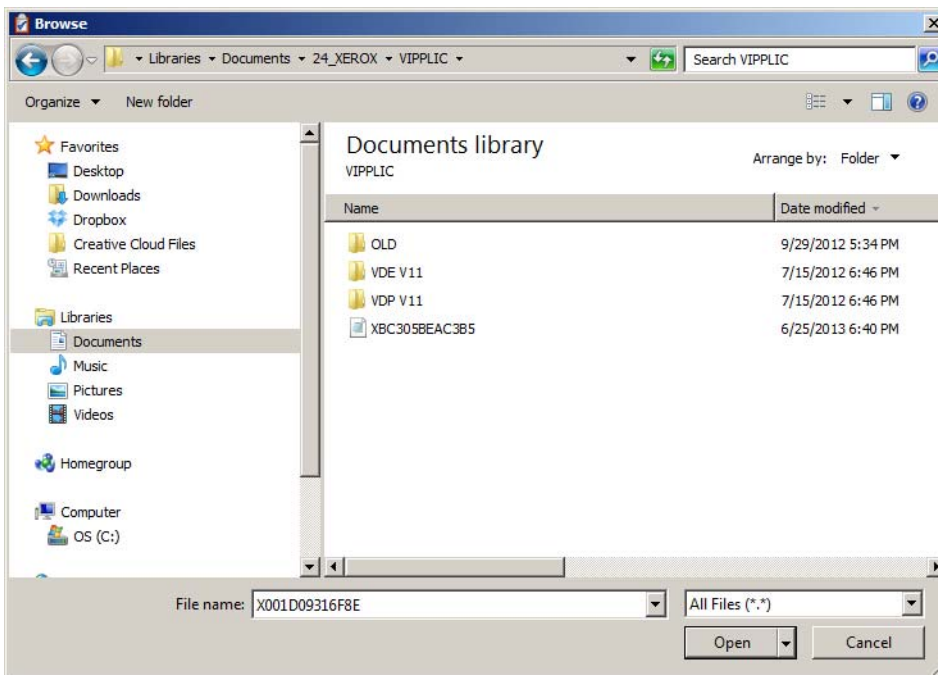 Browse
Libraries Documents 24_XEROX VIPPLIC
Search VIPPLIC
Organize New folder
Favorites
Desktop
Downloads
Dropbox
Creative Cloud Files
Recent Places
Libraries
Documents
Music
Pictures
Videos
Homegroup
Computer
OS (C:)
Documents library
VIPPLIC
Arrange by: Folder
Name Date modified
OLD 9/29/2012 5:34 PM
VDE V11 7/15/2012 6:46 PM
VDP V11 7/15/2012 6:46 PM
XBC305BEAC3B5 6/25/2013 6:40 PM
File name: X001D09316F8E
All Files (*.*)
Open Cancel